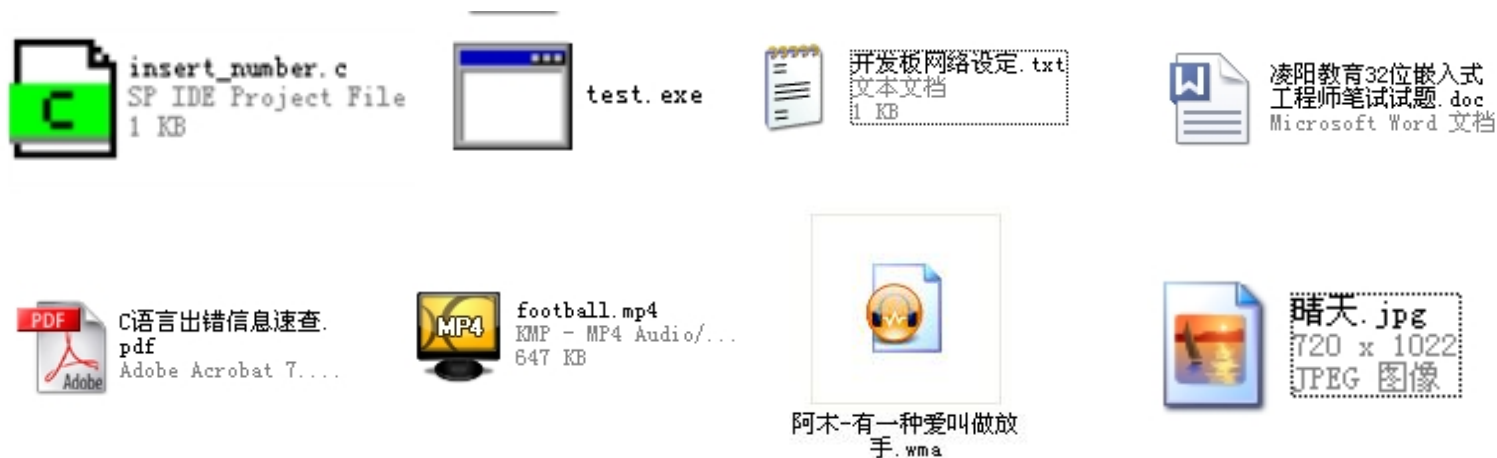 insert_number.c
SP IDE Project File
1 KB
C
test.exe
开发板网络设定.txt
文本文档
1 KB
W
凌阳教育32位嵌入式
工程师笔试试题.doc
Microsoft Word 文档
PDF
Adobe
C语言出错信息速查.
pdf
Adobe Acrobat 7....
MP4
football.mp4
KMP - MP4 Audio/...
647 KB
阿木-有一种爱叫做放
手.wma
晴天.jpg
720 x 1022
JPEG 图像